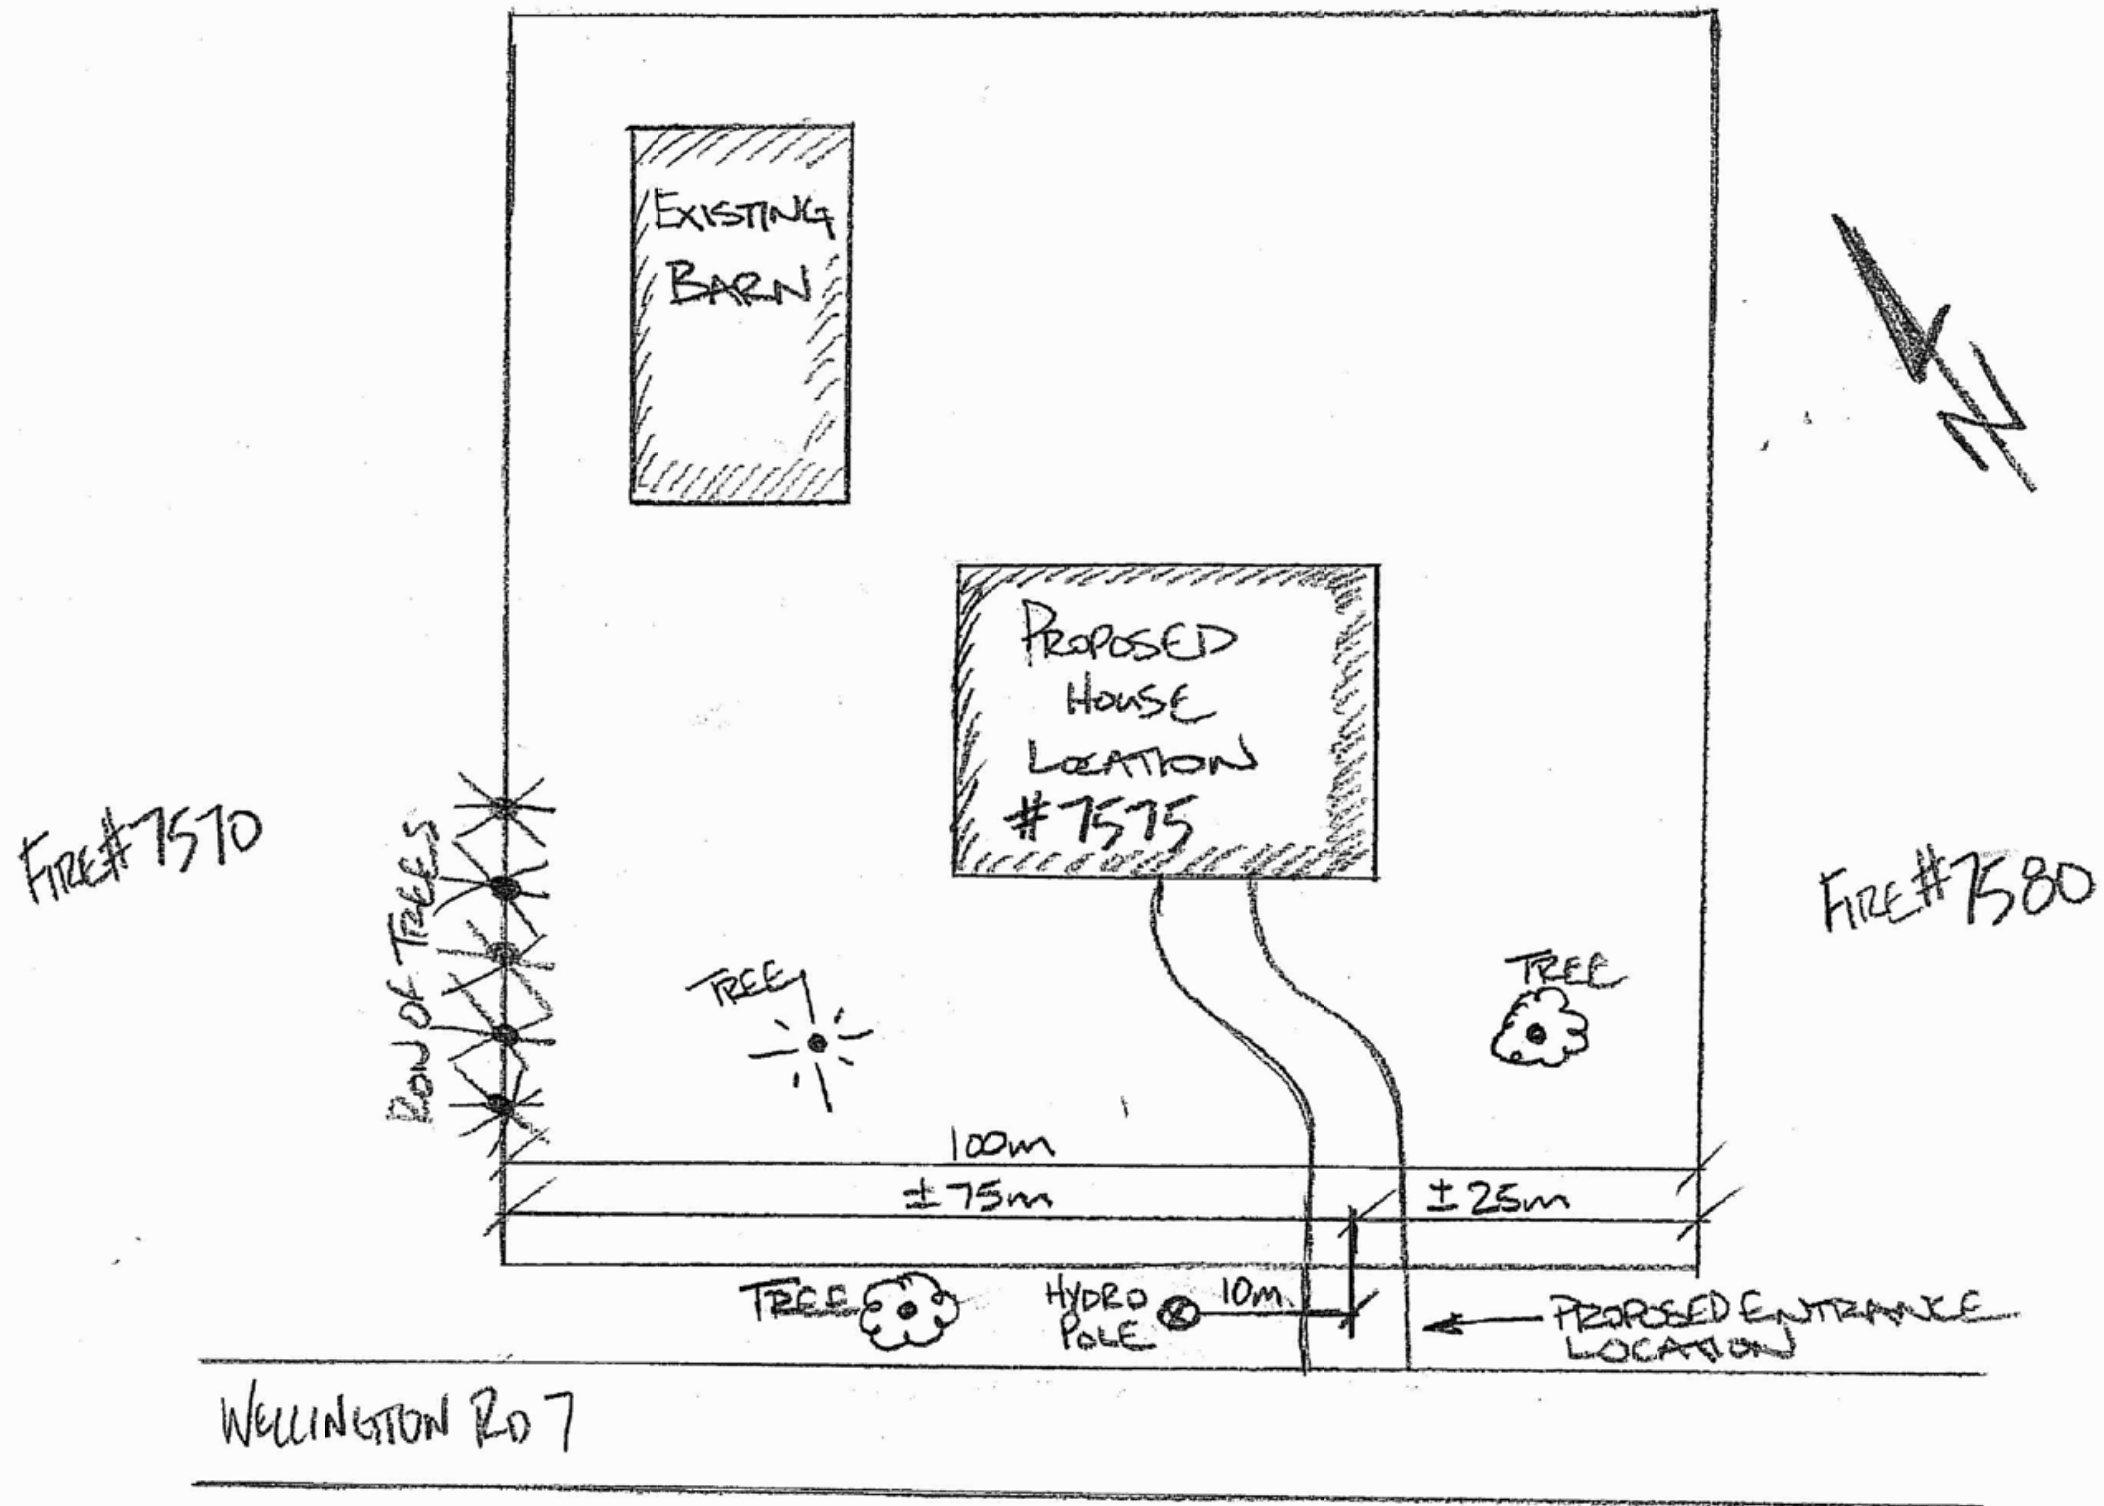 EXISTING
BARN
N
PROPOSED
HOUSE
LOCATION
#7575
FIRE#7570
ROW OF TREES
FIRE#7580
TREE
TREE
100m
±75m
±25m
TREE
HYDRO
POLE
10m
PROPOSED ENTRANCE
LOCATION
WELLINGTON RD 7